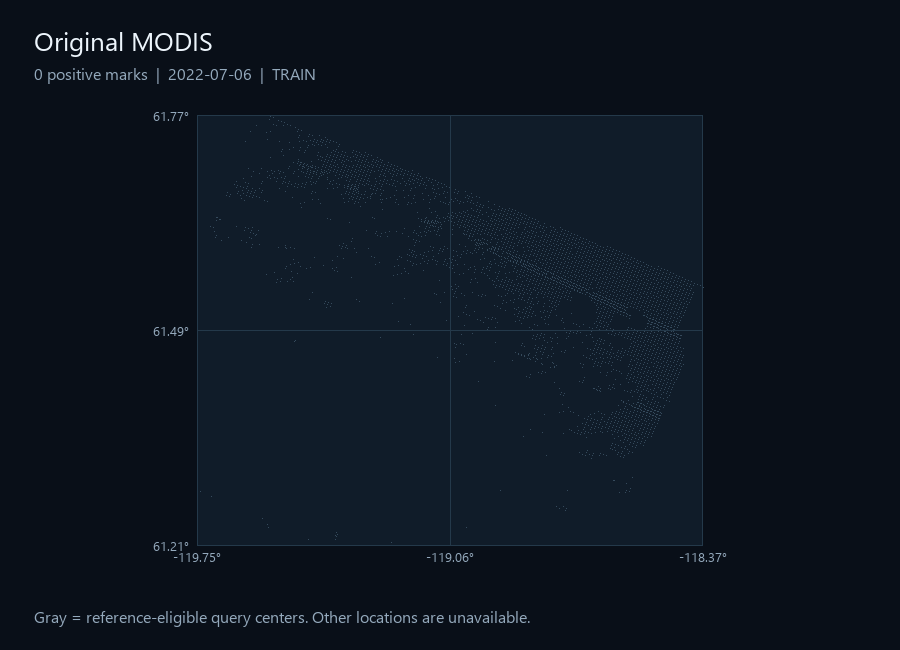 Original MODIS
0 positive marks | 2022-07-06 | TRAIN
61.77°
61.49°
61.21°
-119.75°
-119.06°
-118.37°
Gray = reference-eligible query centers. Other locations are unavailable.